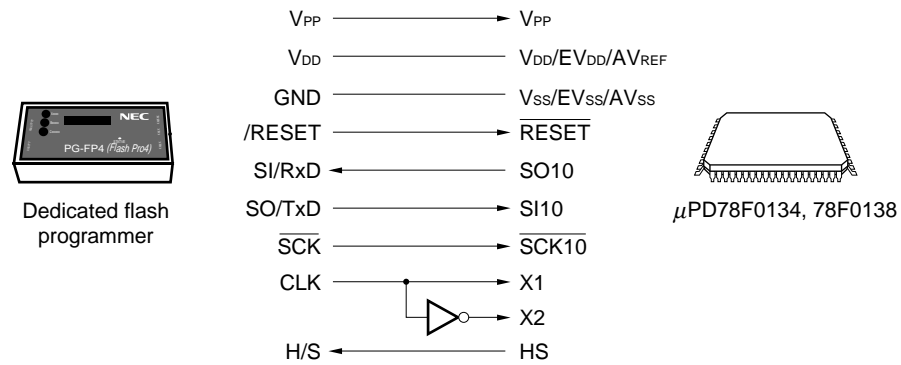 VPP VPP
VDD VDD/EVDD/AVREF
GND VSS/EVSS/AVSS
/RESET RESET
SI/RxD SO10
SO/TxD SI10
SCK SCK10
CLK X1
X2
H/S HS
NEC
PG-FP4 (Flash Pro4)
Dedicated flash
programmer
μPD78F0134, 78F0138